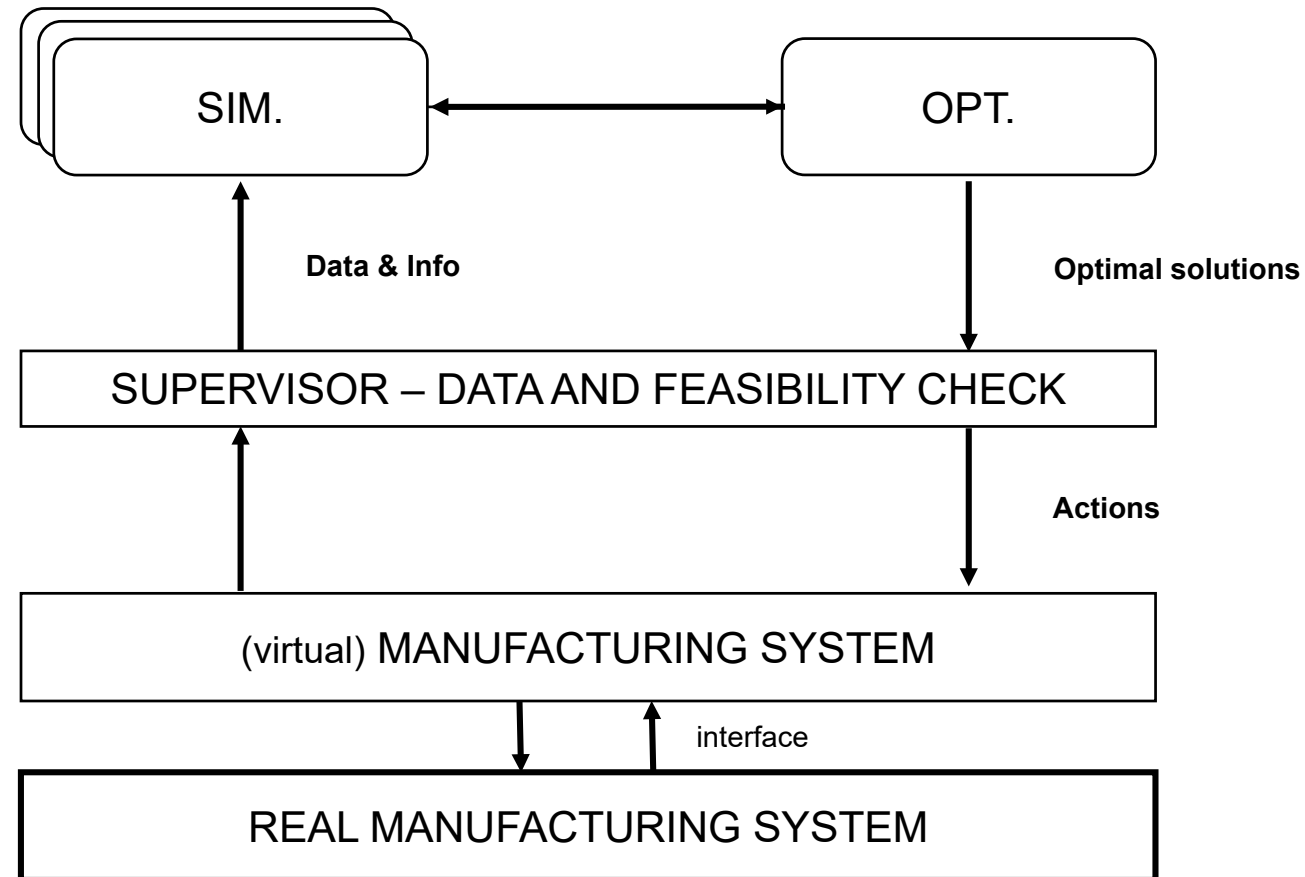 SIM.
OPT.
Data & Info
Optimal solutions
SUPERVISOR – DATA AND FEASIBILITY CHECK
Actions
(virtual) MANUFACTURING SYSTEM
interface
REAL MANUFACTURING SYSTEM